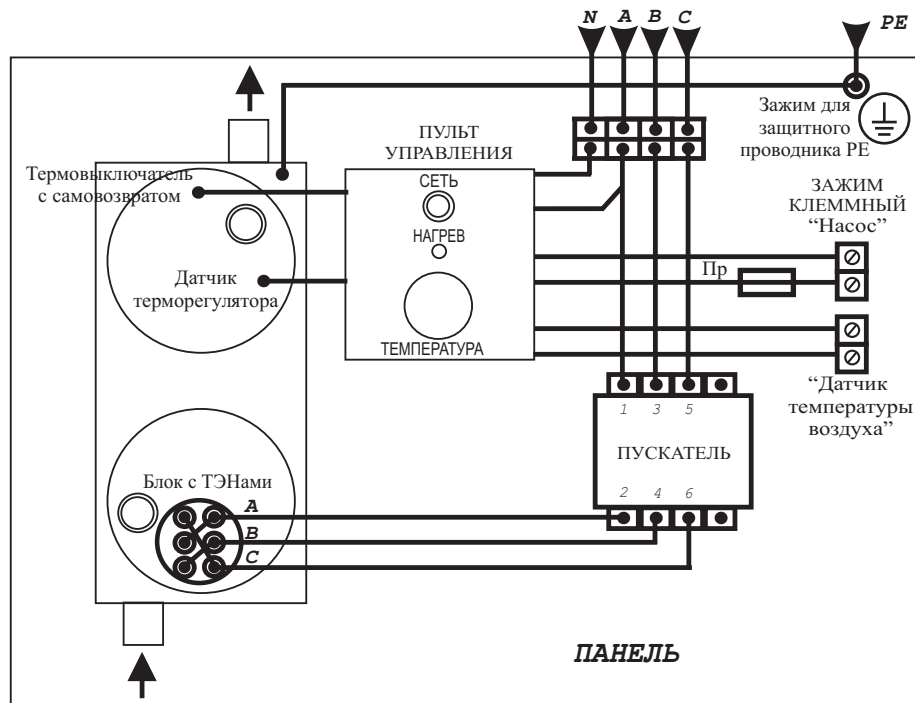 N A B C
PE
Зажим для
защитного
проводника PE
ПУЛЬТ
УПРАВЛЕНИЯ
Термовыключатель
с самовозвратом
СЕТЬ
НАГРЕВ
ТЕМПЕРАТУРА
ЗАЖИМ
КЛЕММНЫЙ
“Насос”
Датчик
терморегулятора
Пр
“Датчик
температуры
воздуха”
1 3 5
ПУСКАТЕЛЬ
2 4 6
Блок с ТЭНами
A
B
C
ПАНЕЛЬ